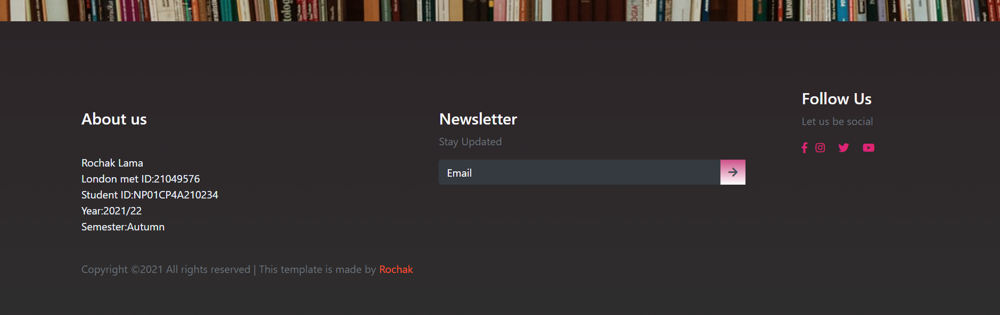 About us
Rochak Lama
London met ID:21049576
Student ID:NP01CP4A210234
Year:2021/22
Semester:Autumn
Copyright ©2021 All rights reserved | This template is made by Rochak
Newsletter
Stay Updated
Email
Follow Us
Let us be social